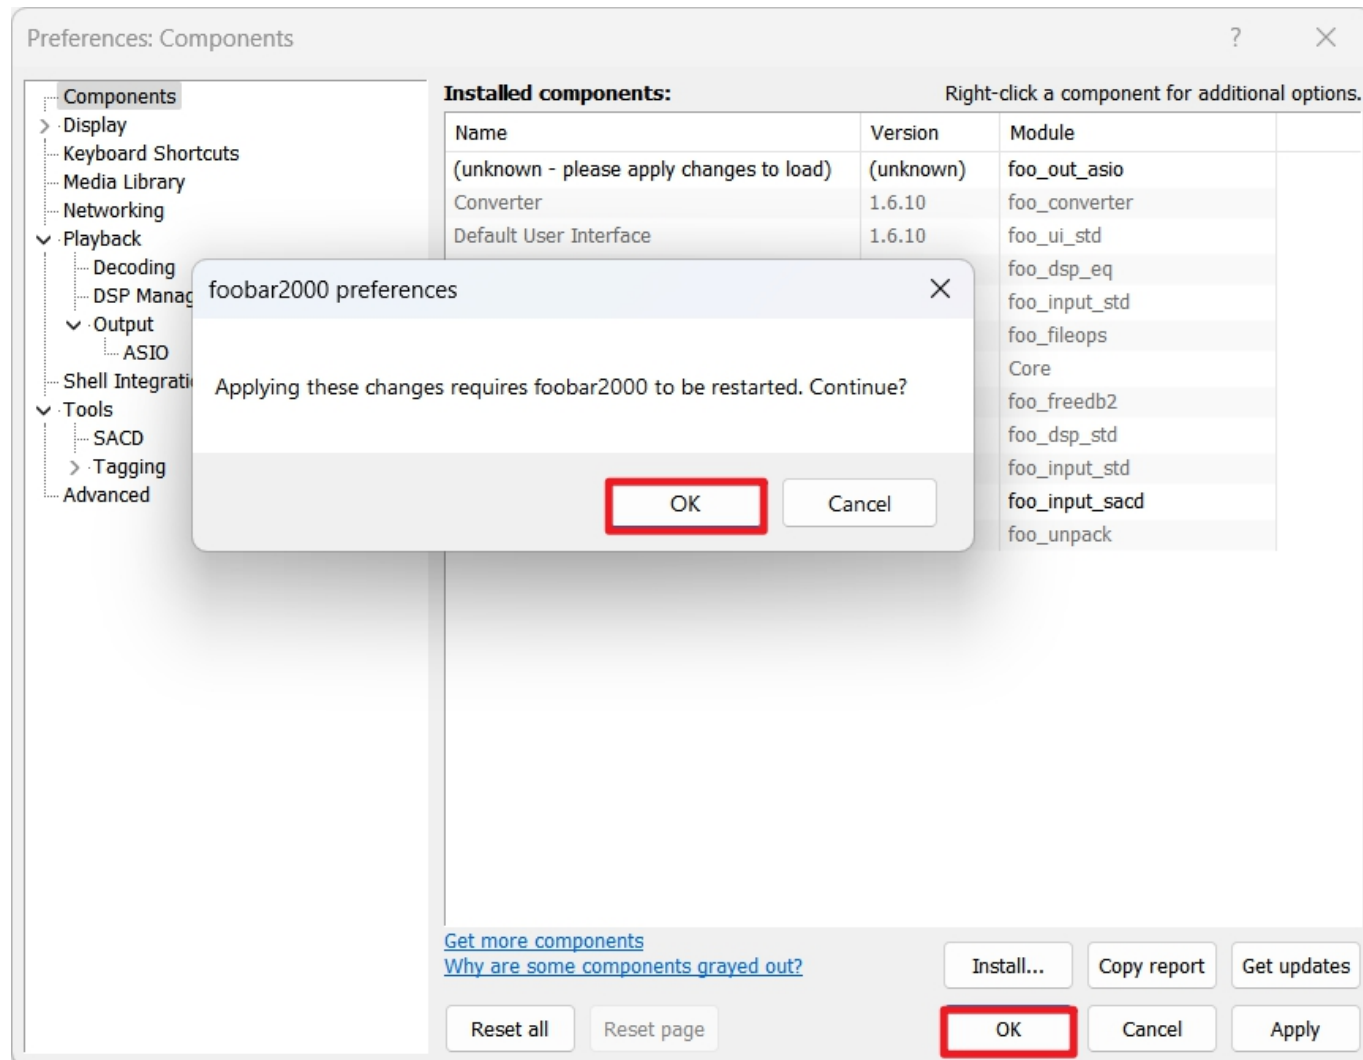 Preferences: Components
?
Components
Display
Keyboard Shortcuts
Media Library
Networking
Playback
Decoding
DSP Manag
Output
ASIO
Shell Integrati
Tools
SACD
Tagging
Advanced
Installed components:
Right-click a component for additional options.
Name Version Module
(unknown - please apply changes to load) (unknown) foo_out_asio
Converter 1.6.10 foo_converter
Default User Interface 1.6.10 foo_ui_std
foo_dsp_eq
foo_input_std
foo_fileops
Core
foo_freedb2
foo_dsp_std
foo_input_std
foo_input_sacd
foo_unpack
foobar2000 preferences
Applying these changes requires foobar2000 to be restarted. Continue?
OK Cancel
Get more components
Why are some components grayed out?
Install... Copy report Get updates
Reset all Reset page OK Cancel Apply